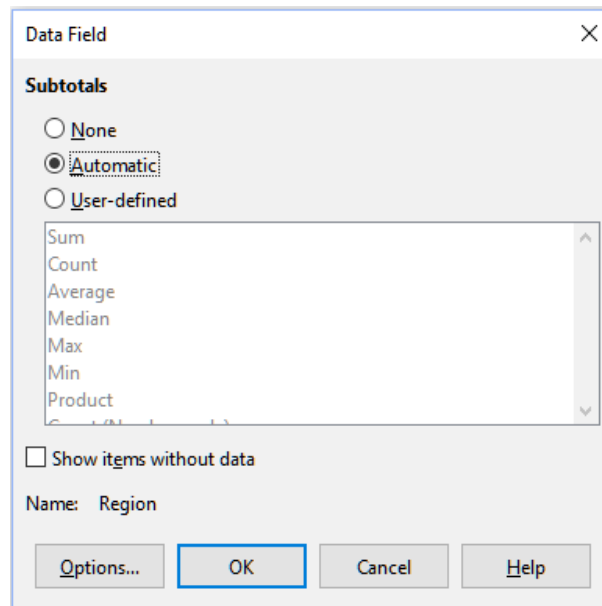 Data Field
Subtotals
None
Automatic
User-defined
Sum
Count
Average
Median
Max
Min
Product
Show items without data
Name: Region
Options... OK Cancel Help